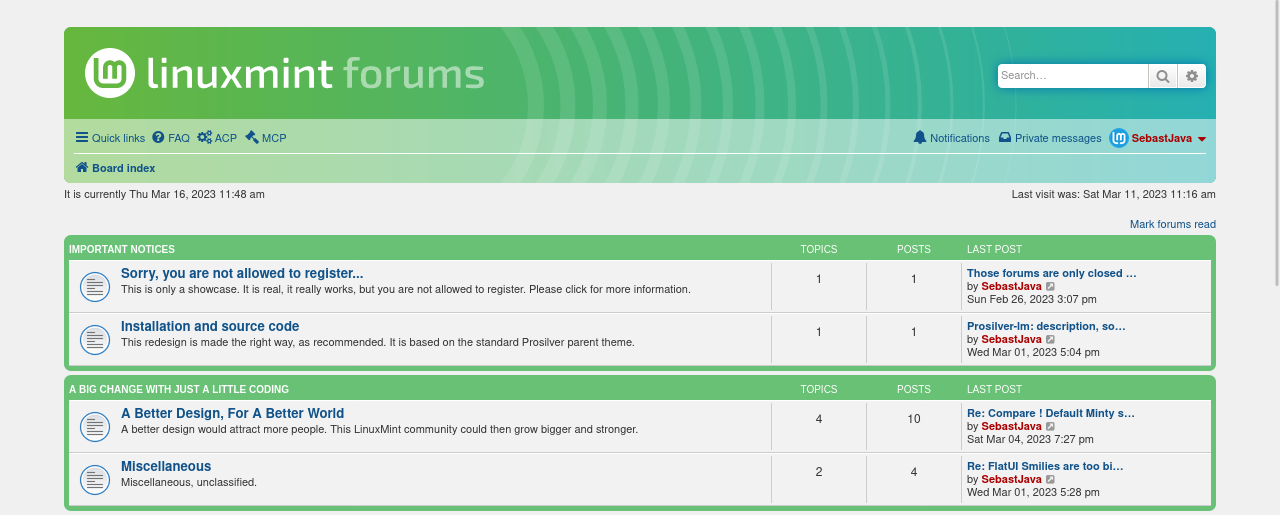 linuxmint forums
Search…
Quick links FAQ ACP MCP
Notifications Private messages SebastJava
Board index
It is currently Thu Mar 16, 2023 11:48 am
Last visit was: Sat Mar 11, 2023 11:16 am
Mark forums read
IMPORTANT NOTICES TOPICS POSTS LAST POST
Sorry, you are not allowed to register...
This is only a showcase. It is real, it really works, but you are not allowed to register. Please click for more information.
1 1
Those forums are only closed …
by SebastJava
Sun Feb 26, 2023 3:07 pm
Installation and source code
This redesign is made the right way, as recommended. It is based on the standard Prosilver parent theme.
1 1
Prosilver-lm: description, so…
by SebastJava
Wed Mar 01, 2023 5:04 pm
A BIG CHANGE WITH JUST A LITTLE CODING TOPICS POSTS LAST POST
A Better Design, For A Better World
A better design would attract more people. This LinuxMint community could then grow bigger and stronger.
4 10
Re: Compare ! Default Minty s…
by SebastJava
Sat Mar 04, 2023 7:27 pm
Miscellaneous
Miscellaneous, unclassified.
2 4
Re: FlatUI Smilies are too bi…
by SebastJava
Wed Mar 01, 2023 5:28 pm